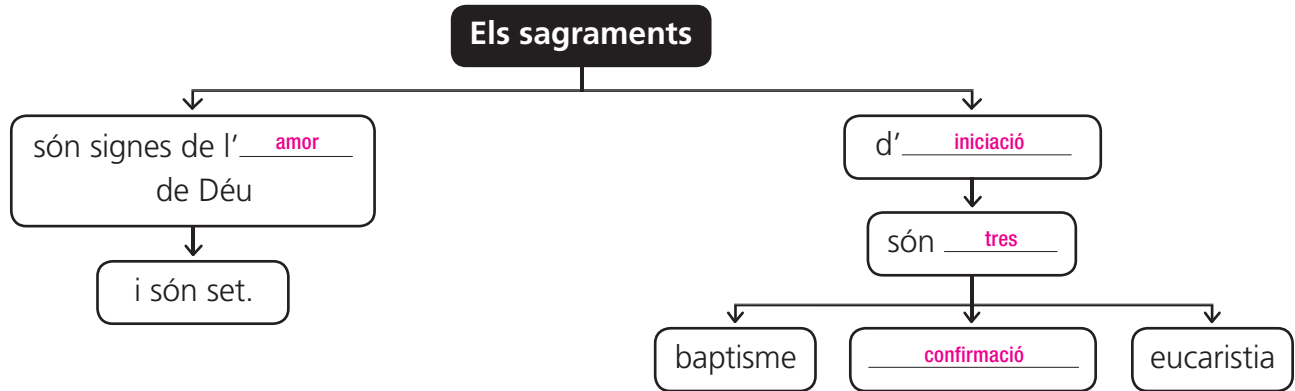 Els sagraments
són signes de l' amor
de Déu
i són set.
d' iniciació
són tres
baptisme
confirmació
eucaristia